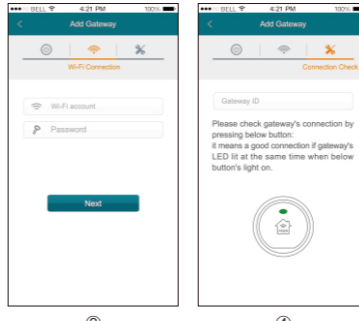 BELL 4:21 PM 100%
Add Gateway
Wi-Fi Connection
Wi-Fi account
Password
Next
③
BELL 4:21 PM 100%
Add Gateway
Connection Check
Gateway ID
Please check gateway's connection by
pressing below button:
it means a good connection if gateway's
LED lit at the same time when below
button's light on.
④